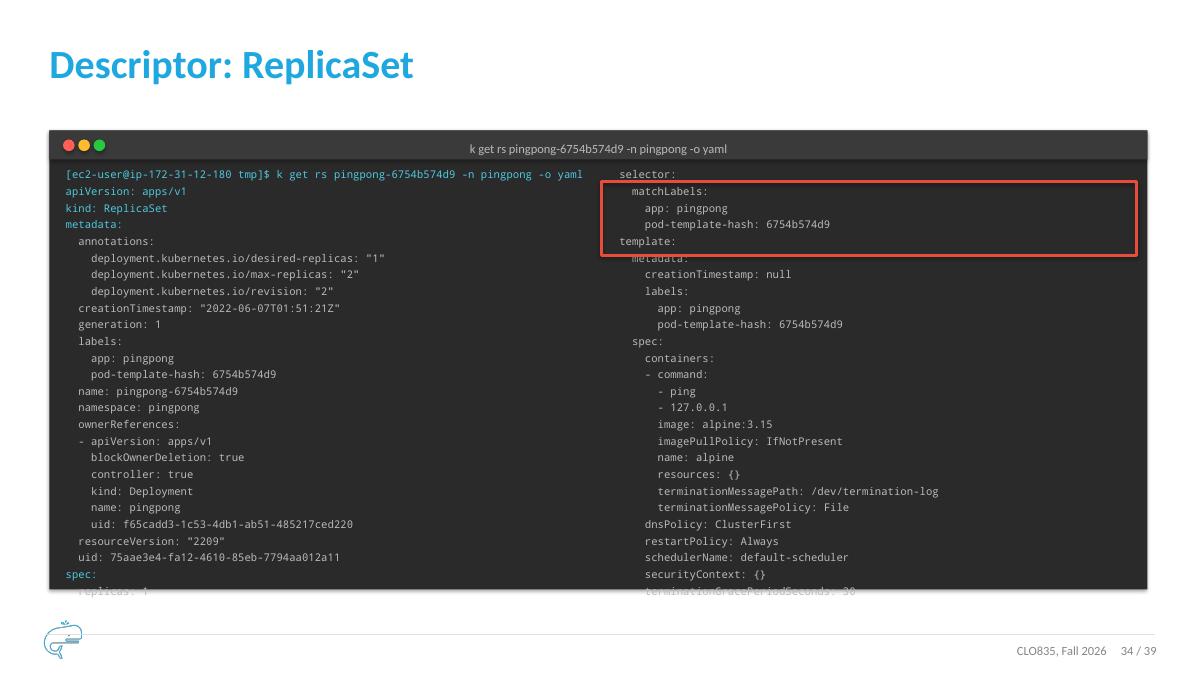 Descriptor: ReplicaSet
k get rs pingpong-6754b574d9 -n pingpong -o yaml
[ec2-user@ip-172-31-12-180 tmp]$ k get rs pingpong-6754b574d9 -n pingpong -o yaml
apiVersion: apps/v1
kind: ReplicaSet
metadata:
  annotations:
    deployment.kubernetes.io/desired-replicas: "1"
    deployment.kubernetes.io/max-replicas: "2"
    deployment.kubernetes.io/revision: "2"
  creationTimestamp: "2022-06-07T01:51:21Z"
  generation: 1
  labels:
    app: pingpong
    pod-template-hash: 6754b574d9
  name: pingpong-6754b574d9
  namespace: pingpong
  ownerReferences:
  - apiVersion: apps/v1
    blockOwnerDeletion: true
    controller: true
    kind: Deployment
    name: pingpong
    uid: f65cadd3-1c53-4db1-ab51-485217ced220
  resourceVersion: "2209"
  uid: 75aae3e4-fa12-4610-85eb-7794aa012a11
spec:
  replicas: 1
  selector:
    matchLabels:
      app: pingpong
      pod-template-hash: 6754b574d9
  template:
    metadata:
      creationTimestamp: null
      labels:
        app: pingpong
        pod-template-hash: 6754b574d9
    spec:
      containers:
      - command:
        - ping
        - 127.0.0.1
        image: alpine:3.15
        imagePullPolicy: IfNotPresent
        name: alpine
        resources: {}
        terminationMessagePath: /dev/termination-log
        terminationMessagePolicy: File
      dnsPolicy: ClusterFirst
      restartPolicy: Always
      schedulerName: default-scheduler
      securityContext: {}
      terminationGracePeriodSeconds: 30
CLO835, Fall 2026 34 / 39